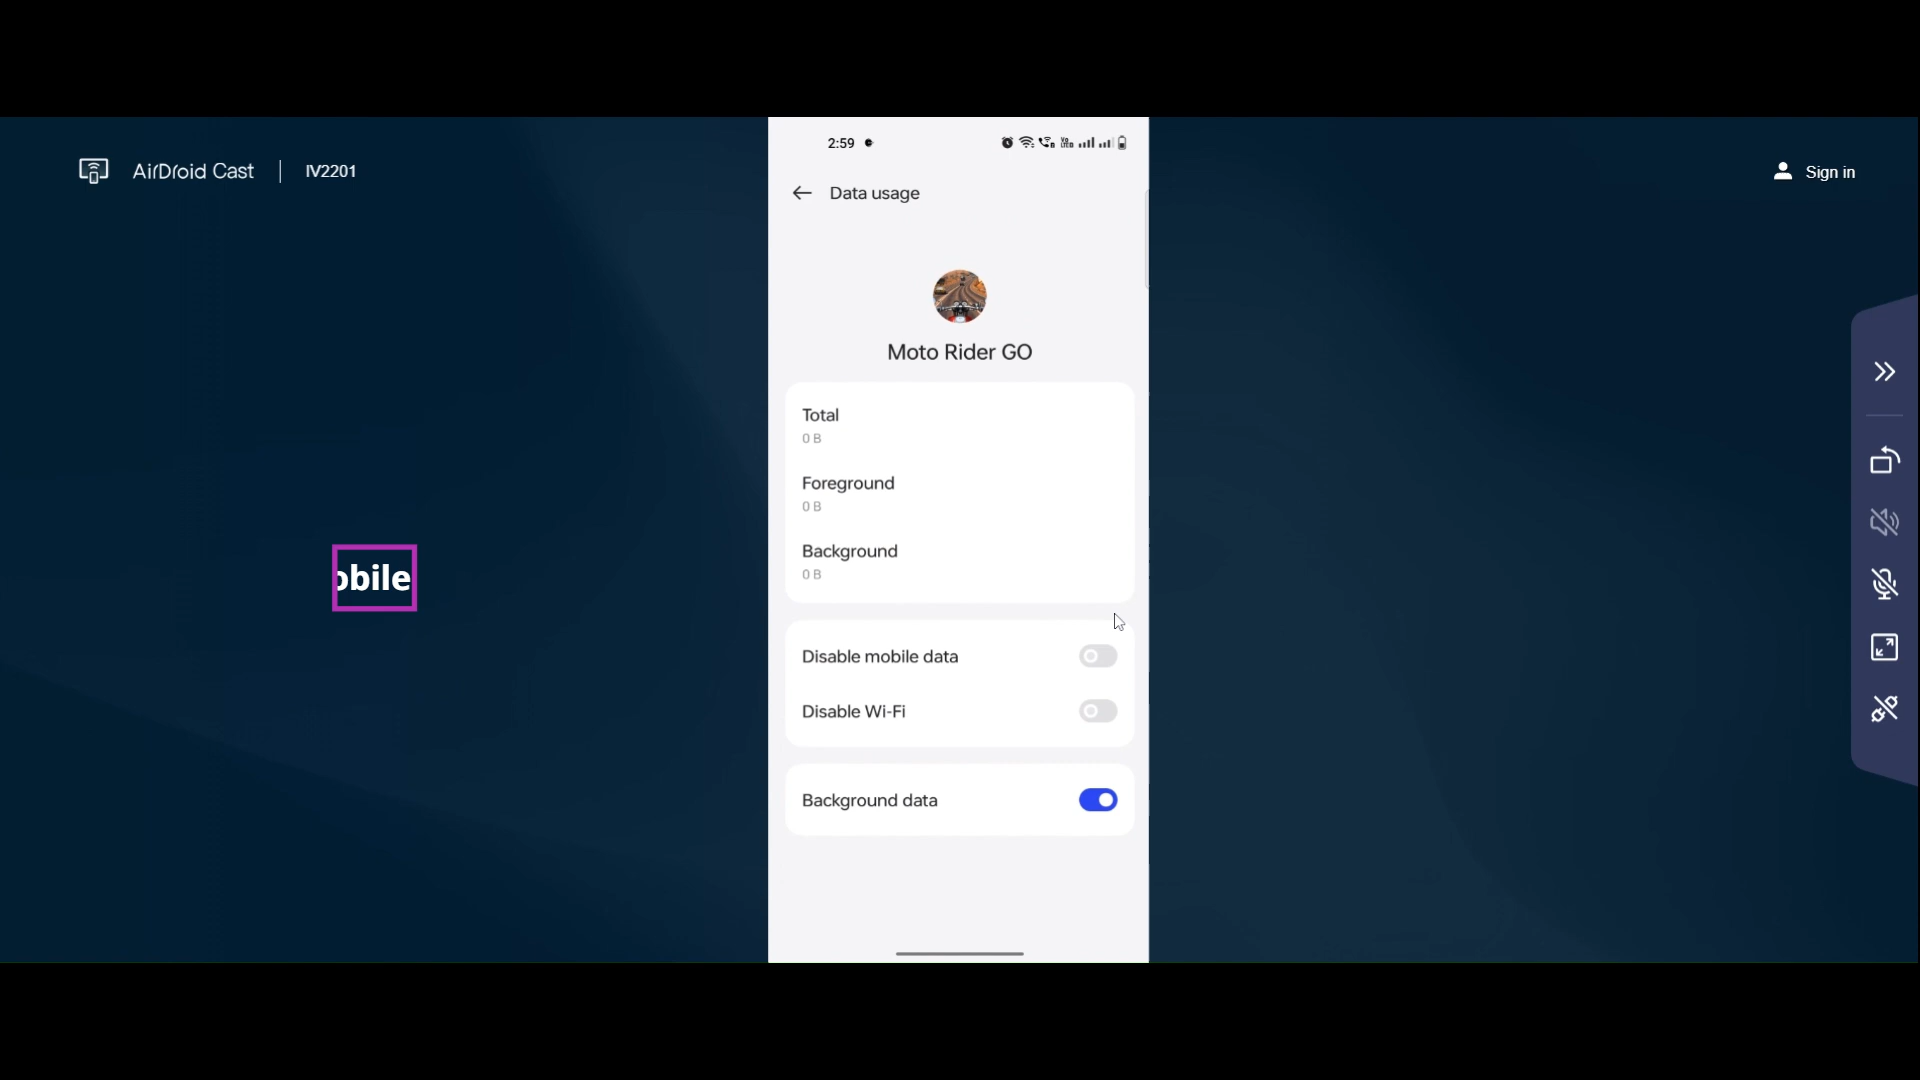 2:59
AirDroid Cast
IV2201
Sign in
Data usage
Moto Rider GO
Total
0 B
Foreground
0 B
Background
0 B
obile
Disable mobile data
Disable Wi-Fi
Background data